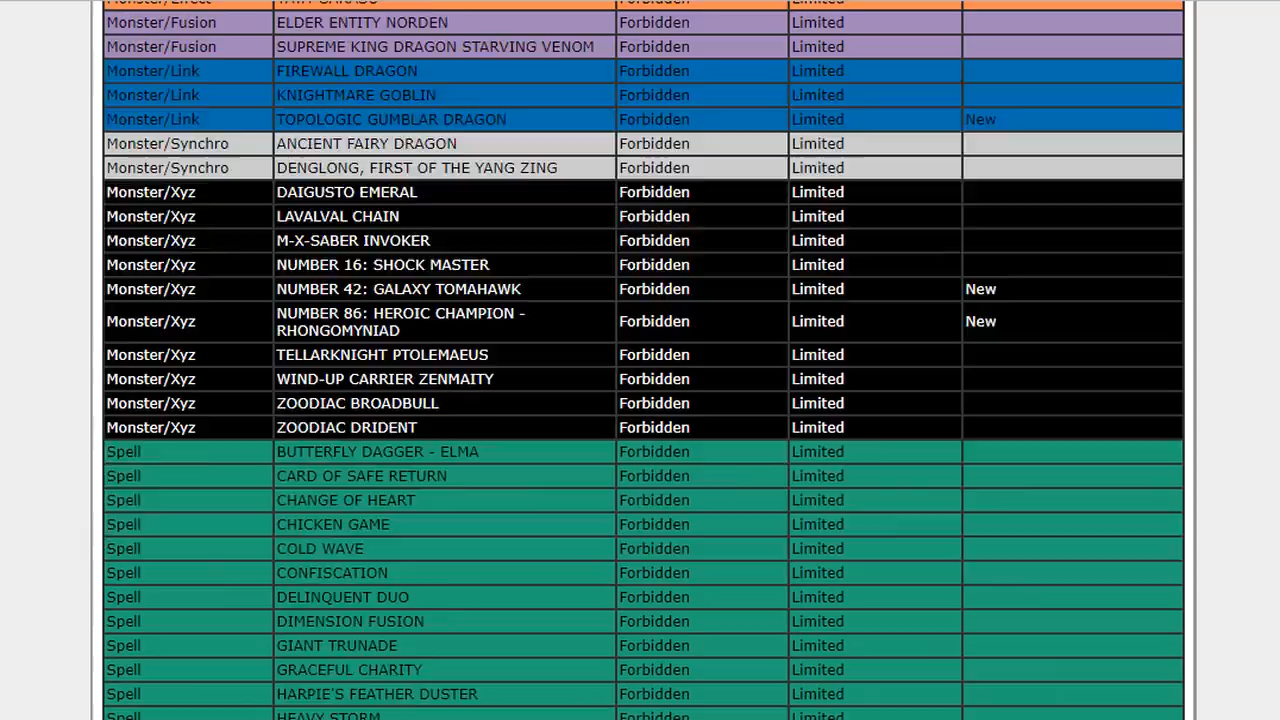 Monster/Fusion ELDER ENTITY NORDEN Forbidden Limited
Monster/Fusion SUPREME KING DRAGON STARVING VENOM Forbidden Limited
Monster/Link FIREWALL DRAGON Forbidden Limited
Monster/Link KNIGHTMARE GOBLIN Forbidden Limited
Monster/Link TOPOLOGIC GUMBLAR DRAGON Forbidden Limited New
Monster/Synchro ANCIENT FAIRY DRAGON Forbidden Limited
Monster/Synchro DENGLONG, FIRST OF THE YANG ZING Forbidden Limited
Monster/Xyz DAIGUSTO EMERAL Forbidden Limited
Monster/Xyz LAVALVAL CHAIN Forbidden Limited
Monster/Xyz M-X-SABER INVOKER Forbidden Limited
Monster/Xyz NUMBER 16: SHOCK MASTER Forbidden Limited
Monster/Xyz NUMBER 42: GALAXY TOMAHAWK Forbidden Limited New
Monster/Xyz NUMBER 86: HEROIC CHAMPION - Forbidden Limited New
RHONGOMYNIAD
Monster/Xyz TELLARKNIGHT PTOLEMAEUS Forbidden Limited
Monster/Xyz WIND-UP CARRIER ZENMAITY Forbidden Limited
Monster/Xyz ZOODIAC BROADBULL Forbidden Limited
Monster/Xyz ZOODIAC DRIDENT Forbidden Limited
Spell BUTTERFLY DAGGER - ELMA Forbidden Limited
Spell CARD OF SAFE RETURN Forbidden Limited
Spell CHANGE OF HEART Forbidden Limited
Spell CHICKEN GAME Forbidden Limited
Spell COLD WAVE Forbidden Limited
Spell CONFISCATION Forbidden Limited
Spell DELINQUENT DUO Forbidden Limited
Spell DIMENSION FUSION Forbidden Limited
Spell GIANT TRUNADE Forbidden Limited
Spell GRACEFUL CHARITY Forbidden Limited
Spell HARPIE'S FEATHER DUSTER Forbidden Limited
Spell HEAVY STORM Forbidden Limited